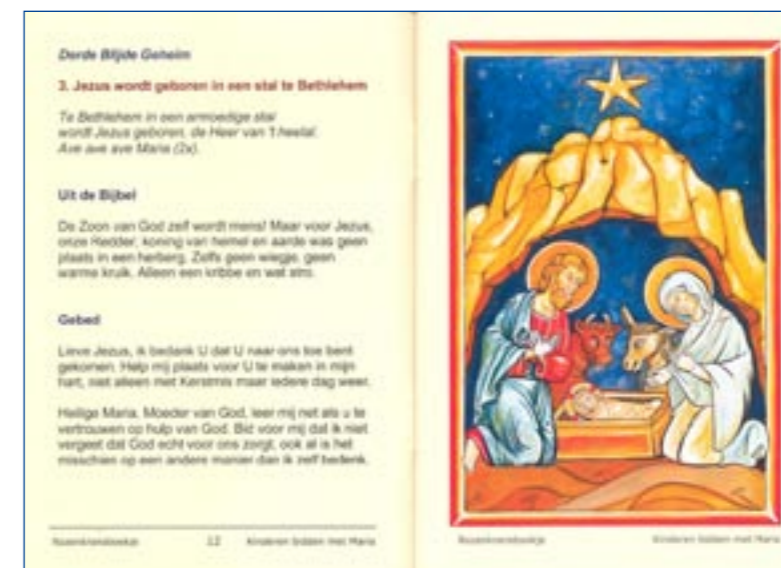 Derde Blijde Geheim
3. Jezus wordt geboren in een stal te Bethlehem
Te Bethlehem in een armoedige stal
wordt Jezus geboren, de Heer van 't heelal.
Ave ave ave Maria (2x).
Uit de Bijbel
De Zoon van God zelf wordt mens! Maar voor Jezus,
onze Redder, koning van hemel en aarde was geen
plaats in een herberg. Zelfs geen wiegje, geen
warme kruik. Alleen een kribbe en wat stro.
Gebed
Lieve Jezus, ik bedank U dat U naar ons toe bent
gekomen. Help mij plaats voor U te maken in mijn
hart, niet alleen met Kerstmis maar iedere dag weer.
Heilige Maria, Moeder van God, leer mij net als u te
vertrouwen op hulp van God. Bid voor mij dat ik niet
vergeet dat God echt voor ons zorgt, ook al is het
misschien op een andere manier dan ik zelf bedenk.
Rozenkransboekje 12 Kinderen bidden met Maria
Rozenkransboekje Kinderen bidden met Maria